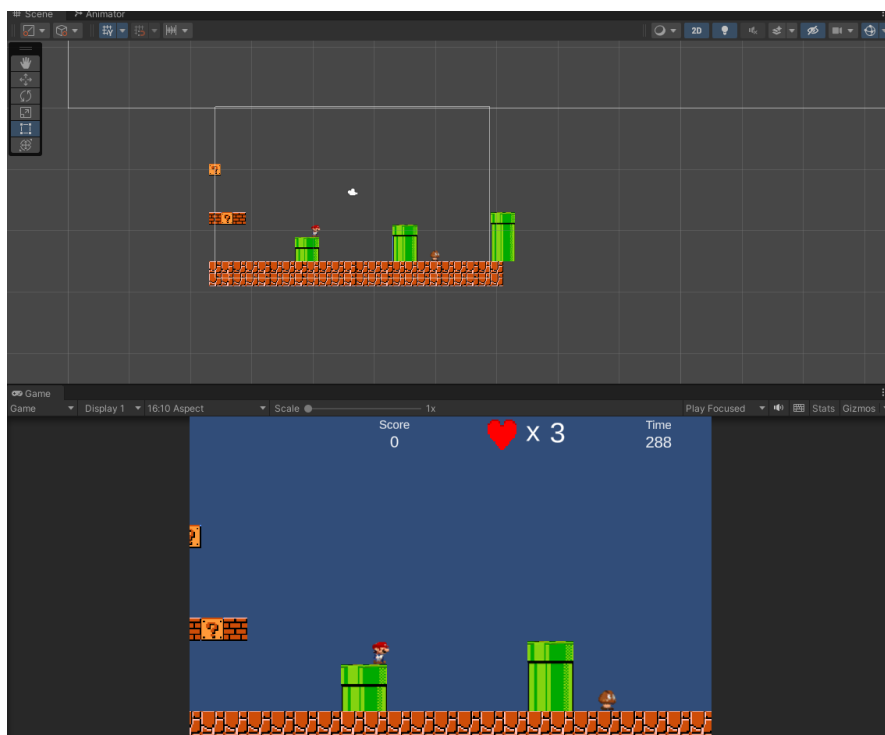 Scene Animator
2D
?
?
Game
Game Display 1 16:10 Aspect Scale 1x Play Focused Stats Gizmos
Score x 3 Time
0 288
?
?